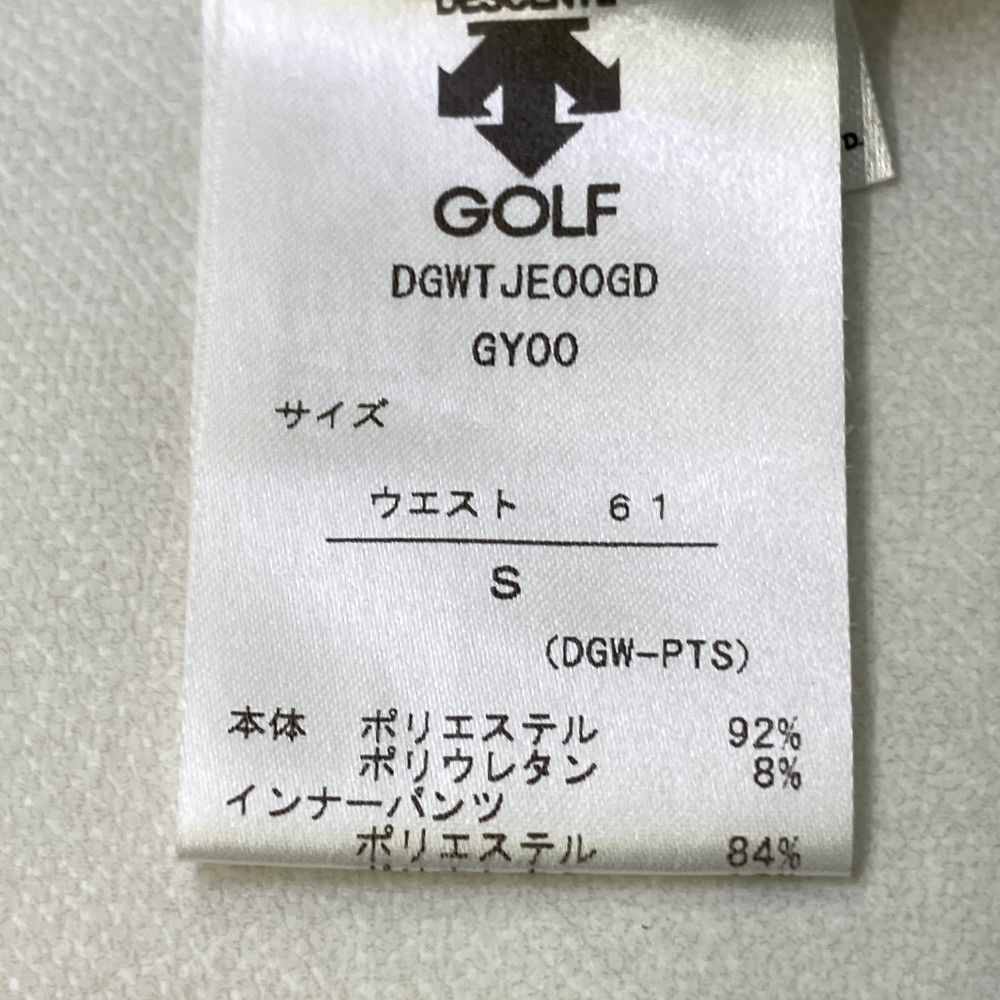 DESCENTE
GOLF
DGWTJE00GD
GY00
サイズ
ウエスト 61
S
(DGW-PTS)
本体 ポリエステル 92%
ポリウレタン 8%
インナーパンツ
ポリエステル 84%
D.